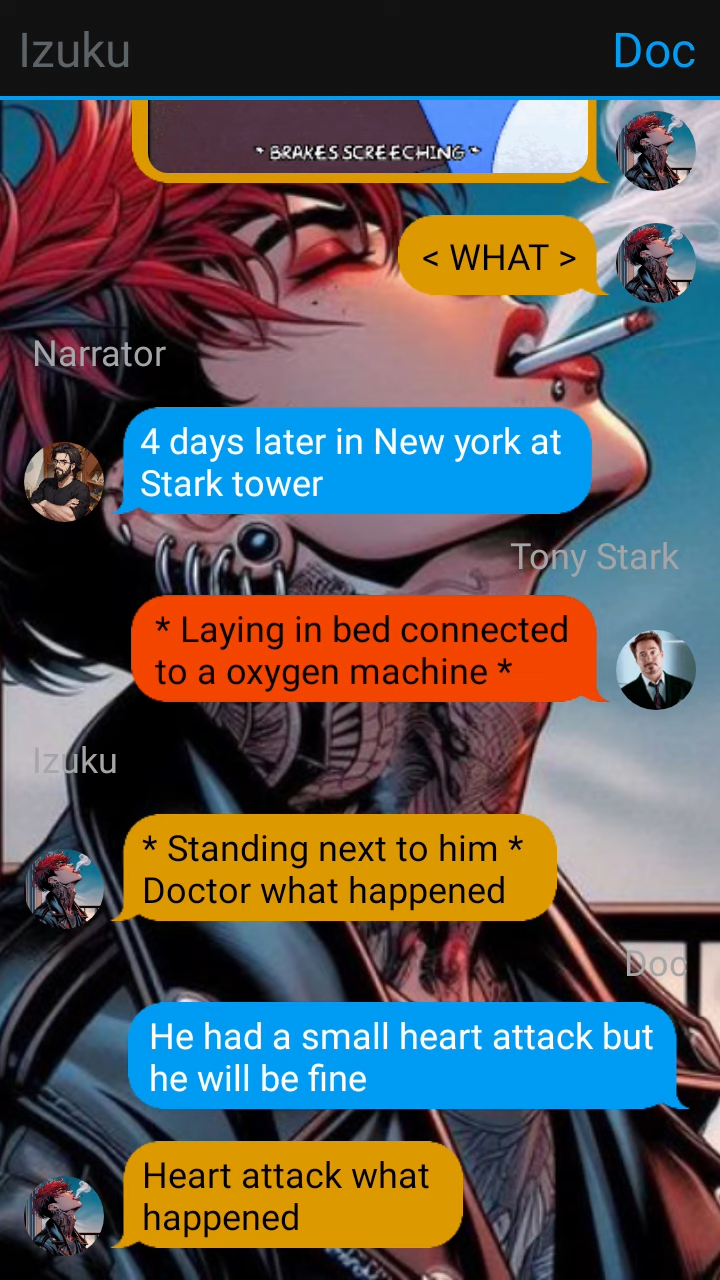 Izuku
Doc
* BRAKES SCREECHING *
< WHAT >
Narrator
4 days later in New york at
Stark tower
Tony Stark
* Laying in bed connected
to a oxygen machine *
Izuku
* Standing next to him *
Doctor what happened
Doc
He had a small heart attack but
he will be fine
Heart attack what
happened